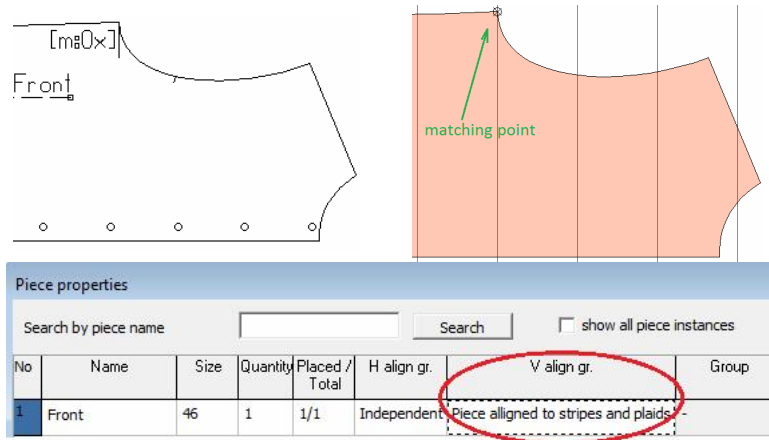 [m:0x]
Front
matching point
Piece properties
Search by piece name
Search
show all piece instances
No Name Size Quantity Placed / Total H align gr. V align gr. Group
1 Front 46 1 1/1 Independent Piece alligned to stripes and plaids -